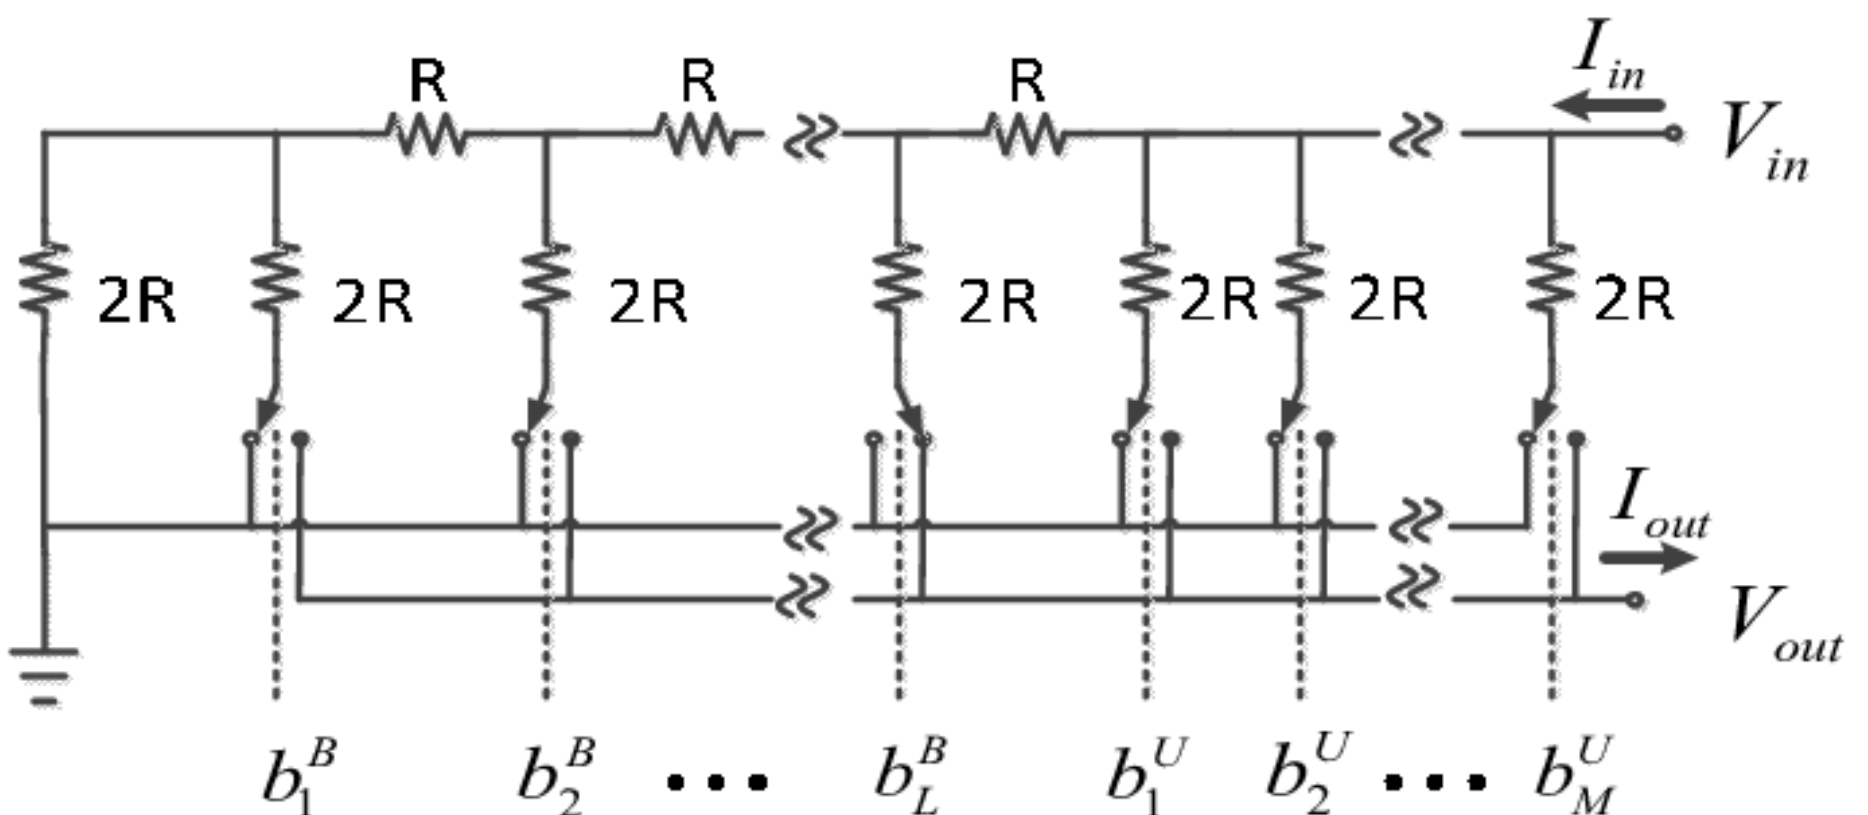 I_in
R R R
V_in
2R 2R 2R 2R 2R 2R 2R
I_out
V_out
b_1^B b_2^B ••• b_L^B b_1^U b_2^U ••• b_M^U